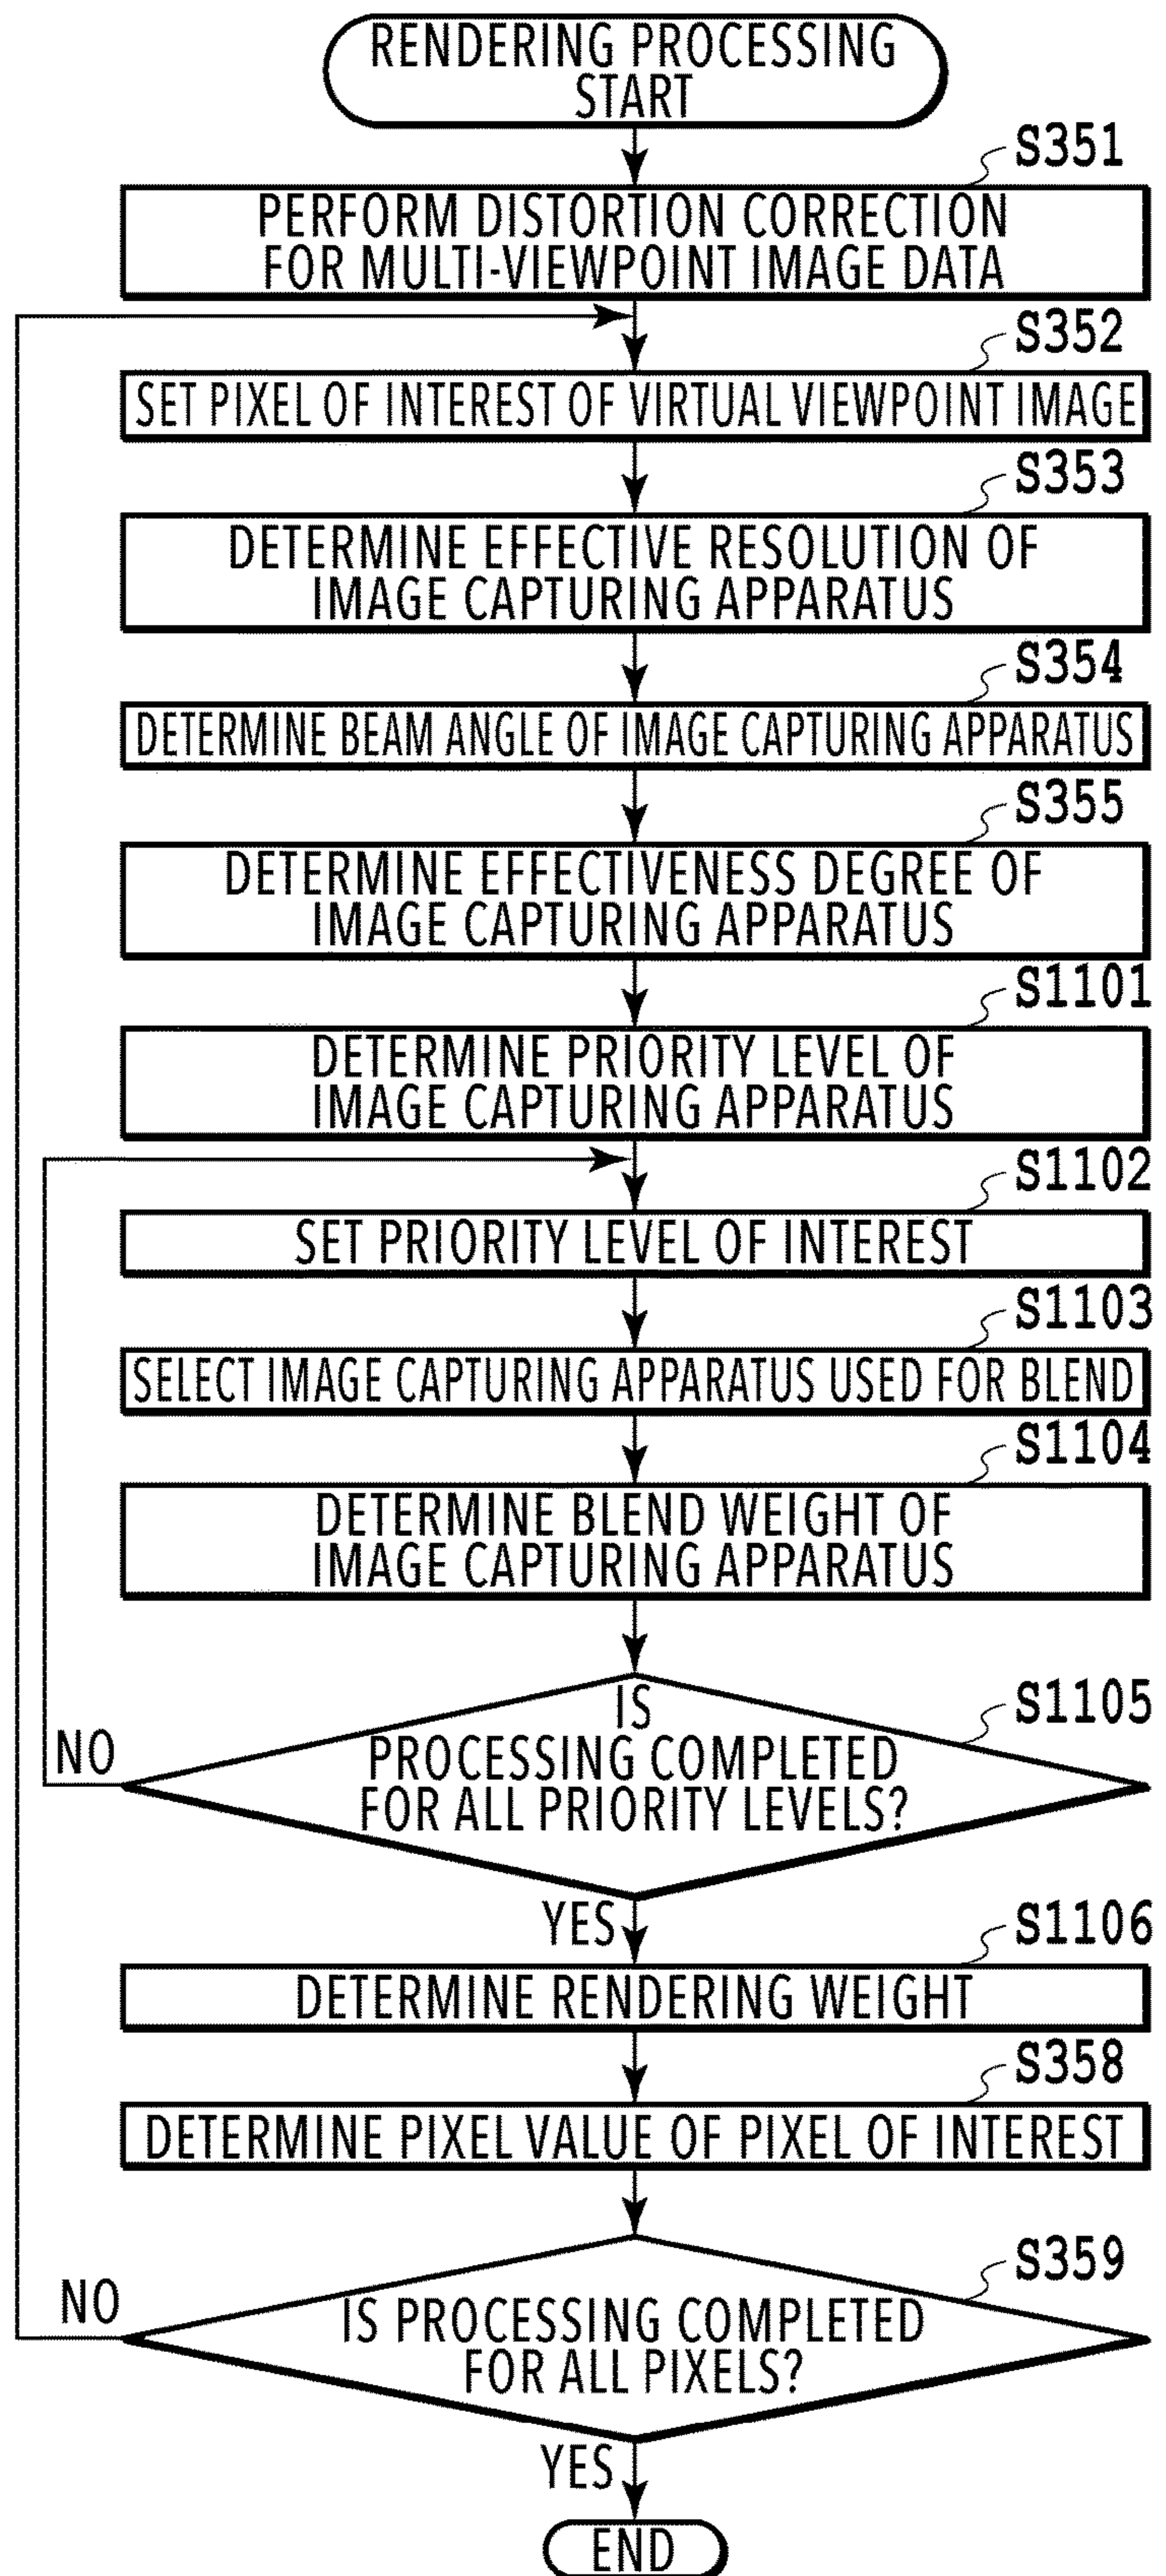 RENDERING PROCESSING
START
S351
PERFORM DISTORTION CORRECTION
FOR MULTI-VIEWPOINT IMAGE DATA
S352
SET PIXEL OF INTEREST OF VIRTUAL VIEWPOINT IMAGE
S353
DETERMINE EFFECTIVE RESOLUTION OF
IMAGE CAPTURING APPARATUS
S354
DETERMINE BEAM ANGLE OF IMAGE CAPTURING APPARATUS
S355
DETERMINE EFFECTIVENESS DEGREE OF
IMAGE CAPTURING APPARATUS
S1101
DETERMINE PRIORITY LEVEL OF
IMAGE CAPTURING APPARATUS
S1102
SET PRIORITY LEVEL OF INTEREST
S1103
SELECT IMAGE CAPTURING APPARATUS USED FOR BLEND
S1104
DETERMINE BLEND WEIGHT OF
IMAGE CAPTURING APPARATUS
S1105
IS
PROCESSING COMPLETED
FOR ALL PRIORITY LEVELS?
NO
YES
S1106
DETERMINE RENDERING WEIGHT
S358
DETERMINE PIXEL VALUE OF PIXEL OF INTEREST
S359
IS PROCESSING COMPLETED
FOR ALL PIXELS?
NO
YES
END